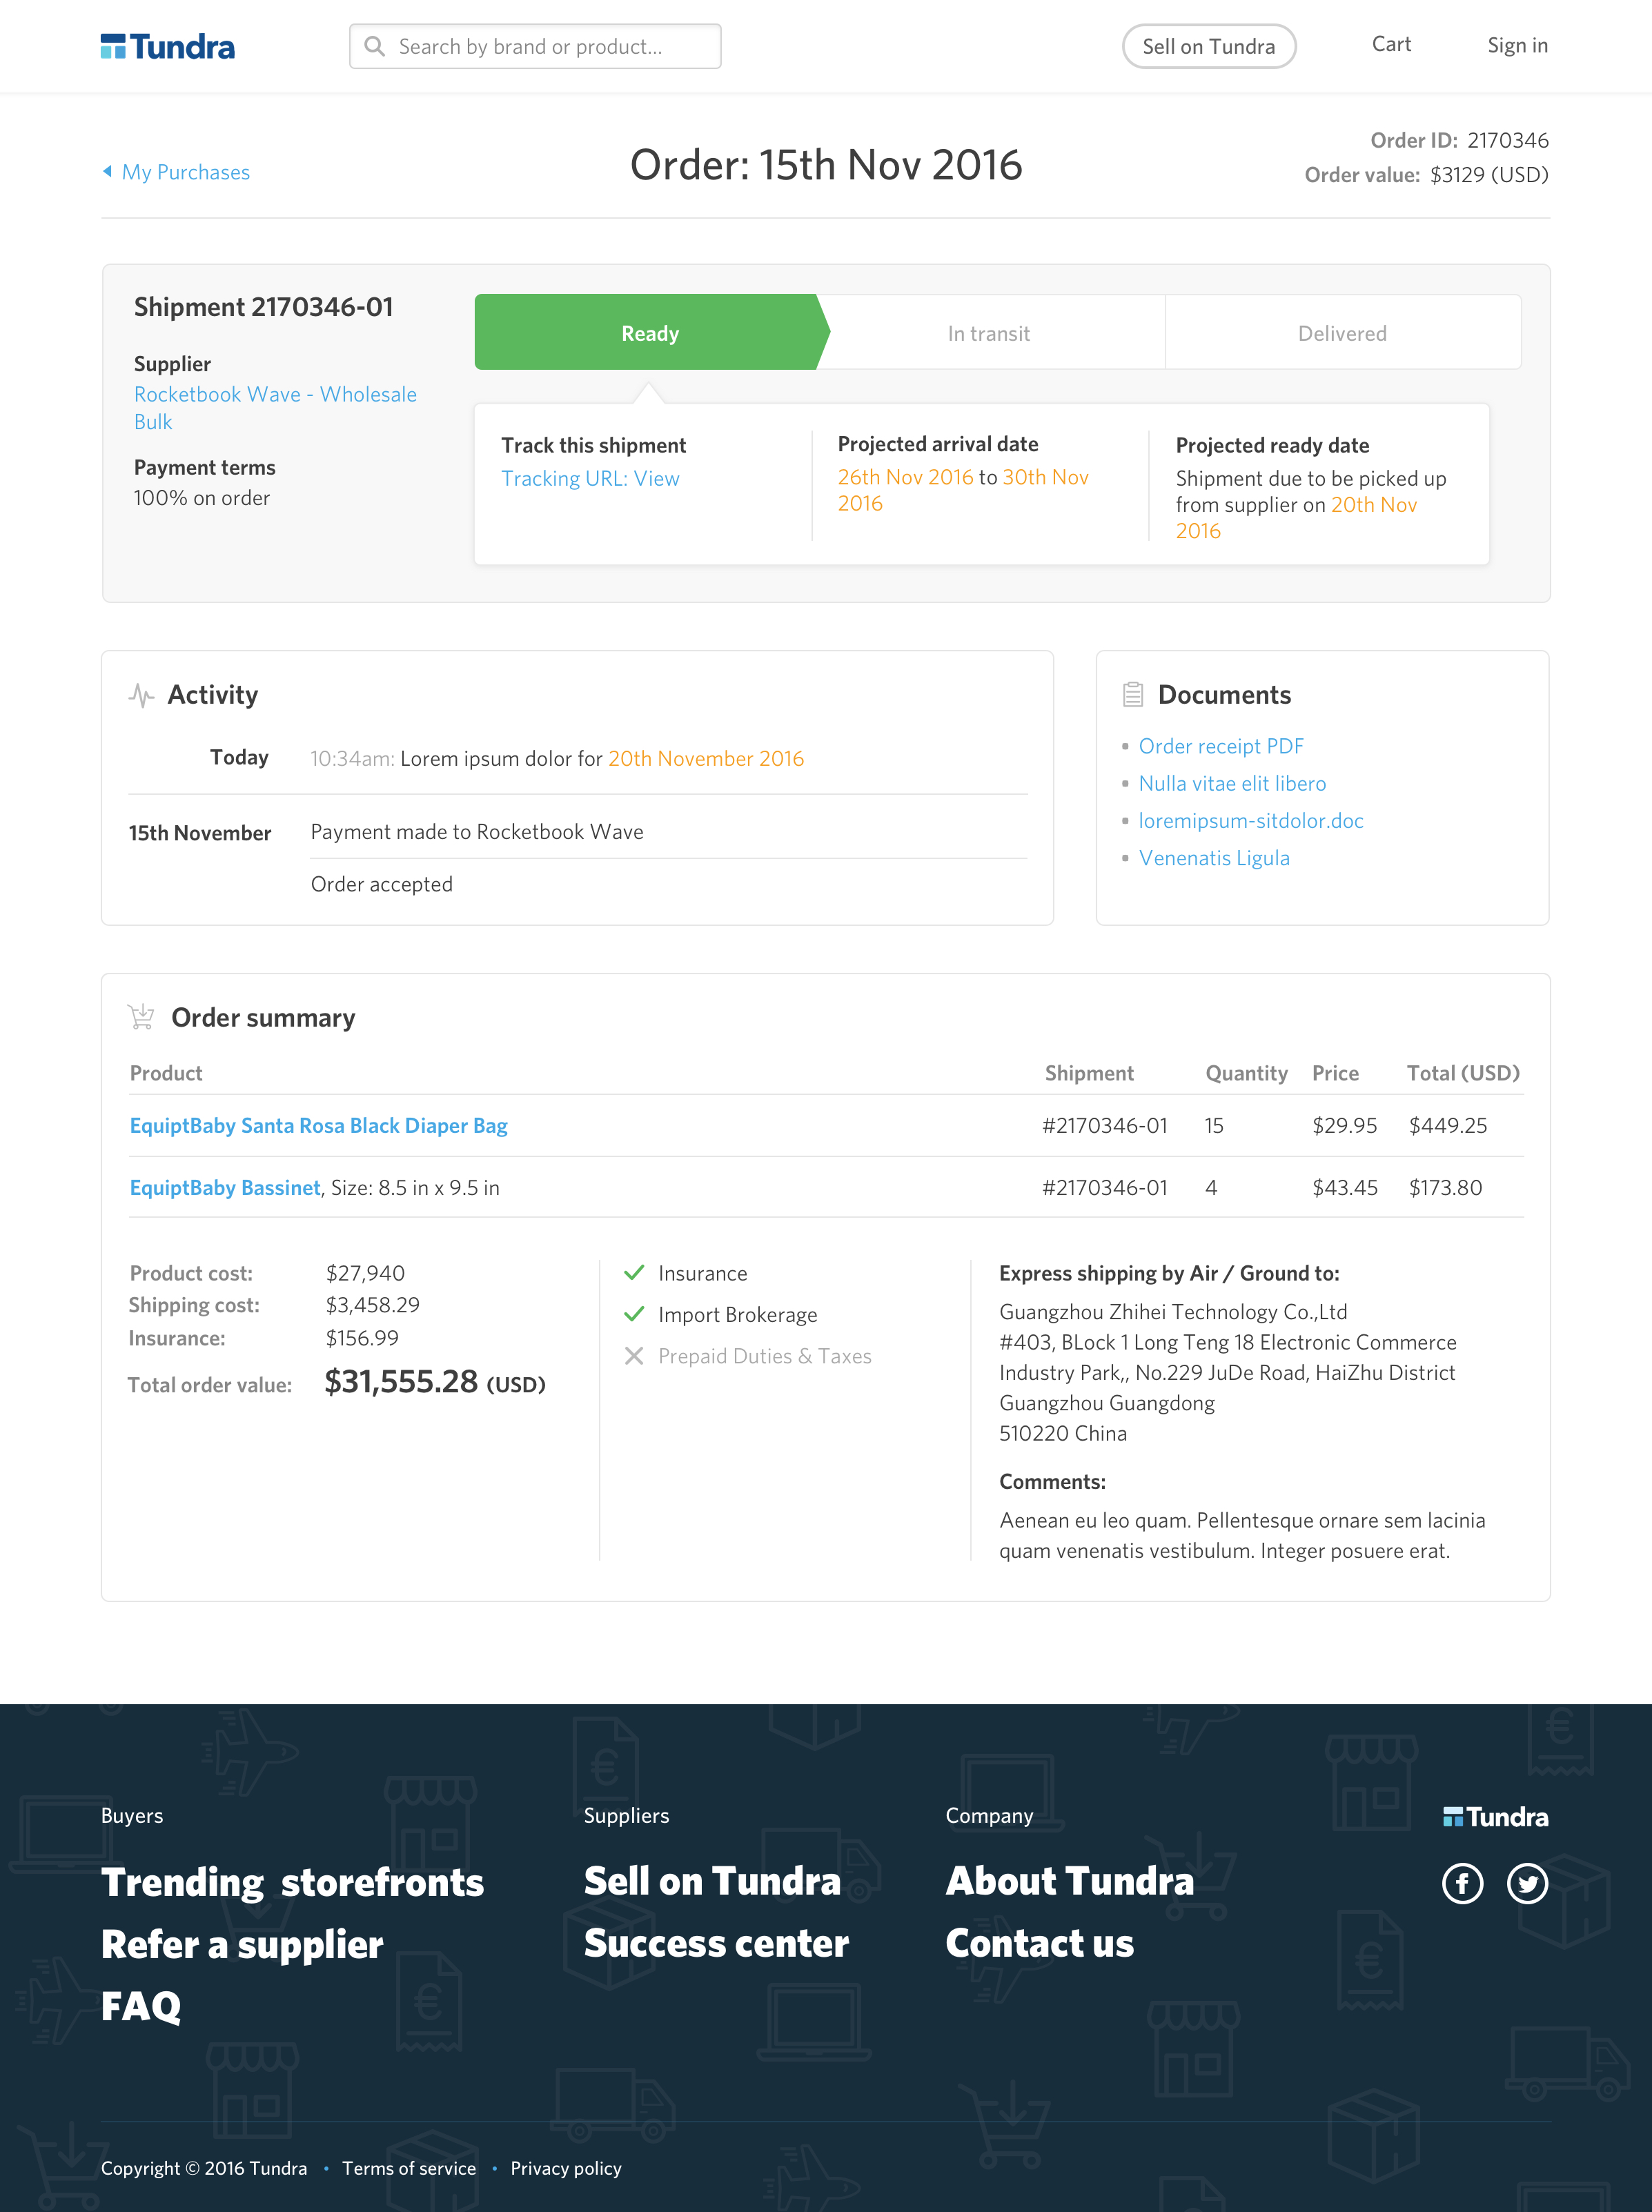 Tundra
Search by brand or product...
Sell on Tundra
Cart
Sign in
My Purchases
Order: 15th Nov 2016
Order ID: 2170346
Order value: $3129 (USD)
Shipment 2170346-01
Supplier
Rocketbook Wave - Wholesale
Bulk
Payment terms
100% on order
Ready
In transit
Delivered
Track this shipment
Tracking URL: View
Projected arrival date
26th Nov 2016 to 30th Nov
2016
Projected ready date
Shipment due to be picked up
from supplier on 20th Nov
2016
Activity
Today
10:34am: Lorem ipsum dolor for 20th November 2016
15th November
Payment made to Rocketbook Wave
Order accepted
Documents
Order receipt PDF
Nulla vitae elit libero
loremipsum-sitdolor.doc
Venenatis Ligula
Order summary
Product Shipment Quantity Price Total (USD)
EquiptBaby Santa Rosa Black Diaper Bag #2170346-01 15 $29.95 $449.25
EquiptBaby Bassinet, Size: 8.5 in x 9.5 in #2170346-01 4 $43.45 $173.80
Product cost: $27,940
Shipping cost: $3,458.29
Insurance: $156.99
Total order value: $31,555.28 (USD)
Insurance
Import Brokerage
Prepaid Duties & Taxes
Express shipping by Air / Ground to:
Guangzhou Zhihei Technology Co.,Ltd
#403, BLock 1 Long Teng 18 Electronic Commerce
Industry Park,, No.229 JuDe Road, HaiZhu District
Guangzhou Guangdong
510220 China
Comments:
Aenean eu leo quam. Pellentesque ornare sem lacinia
quam venenatis vestibulum. Integer posuere erat.
Buyers
Trending storefronts
Refer a supplier
FAQ
Suppliers
Sell on Tundra
Success center
Company
About Tundra
Contact us
Tundra
Copyright © 2016 Tundra • Terms of service • Privacy policy